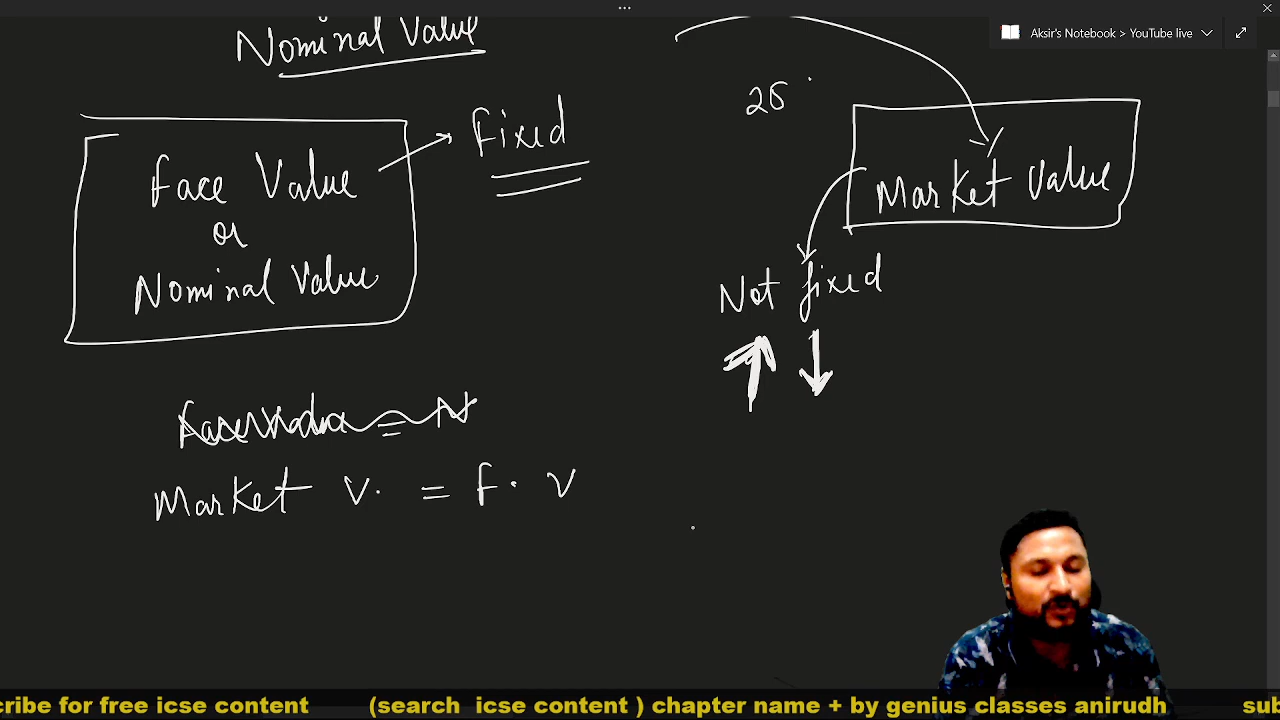 Nominal Value
Aksir's Notebook > YouTube live
Fixed
Face Value
or
Nominal Value
Market Value
Not fixed
Market V. = F. V
cribe for free icse content (search icse content ) chapter name + by genius classes anirudh sub